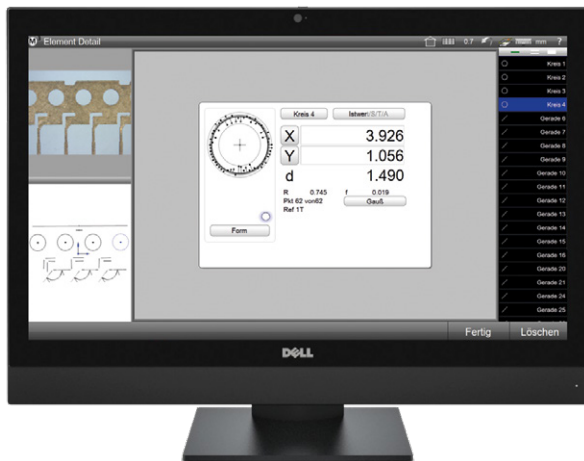 M Element Detail
0.7
mm ?
Kreis 4
Istwert/S/T/A
X 3.926
Y 1.056
d 1.490
R 0.745 f 0.019
Pkt 62 von62
Gauß
Ref 1T
Form
Kreis 1
Kreis 2
Kreis 3
Kreis 4
Gerade 6
Gerade 7
Gerade 8
Gerade 9
Gerade 10
Gerade 11
Gerade 12
Gerade 13
Gerade 14
Gerade 15
Gerade 16
Gerade 20
Gerade 21
Gerade 24
Gerade 25
Fertig Löschen
DELL